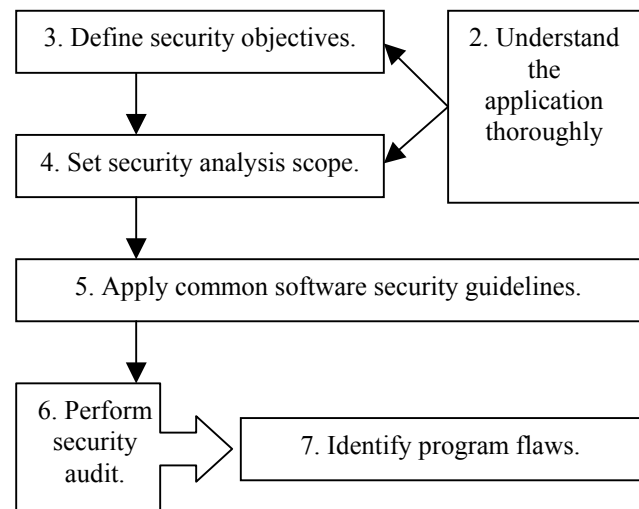 3. Define security objectives.
2. Understand
the
application
thoroughly
4. Set security analysis scope.
5. Apply common software security guidelines.
6. Perform
security
audit.
7. Identify program flaws.